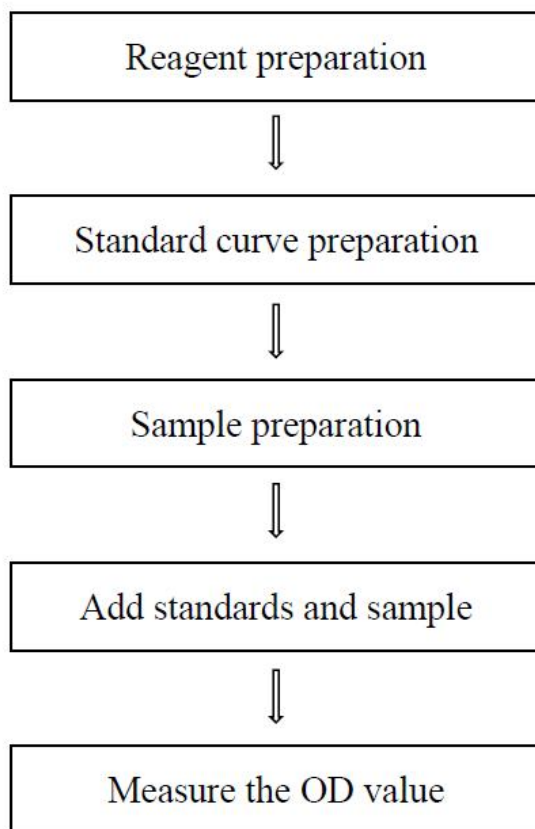 Reagent preparation
Standard curve preparation
Sample preparation
Add standards and sample
Measure the OD value